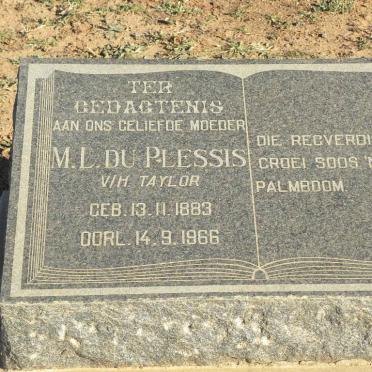 TER
GEDAGTENIS
AAN ONS GELIEFDE MOEDER
M.L. DU PLESSIS
V/H. TAYLOR
GEB. 13.11.1883
OORL. 14.9.1966
DIE REGVERDI
GROEI SOOS 'N
PALMBOOM